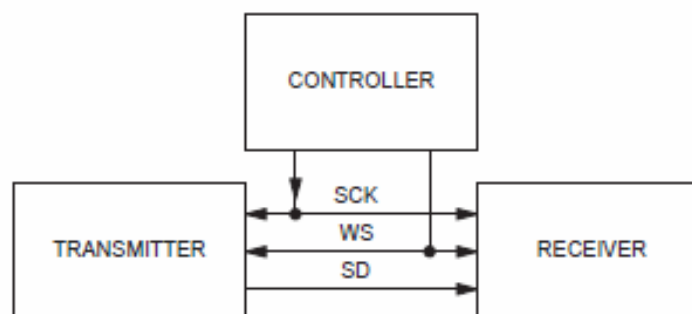 CONTROLLER
SCK
WS
TRANSMITTER
RECEIVER
SD